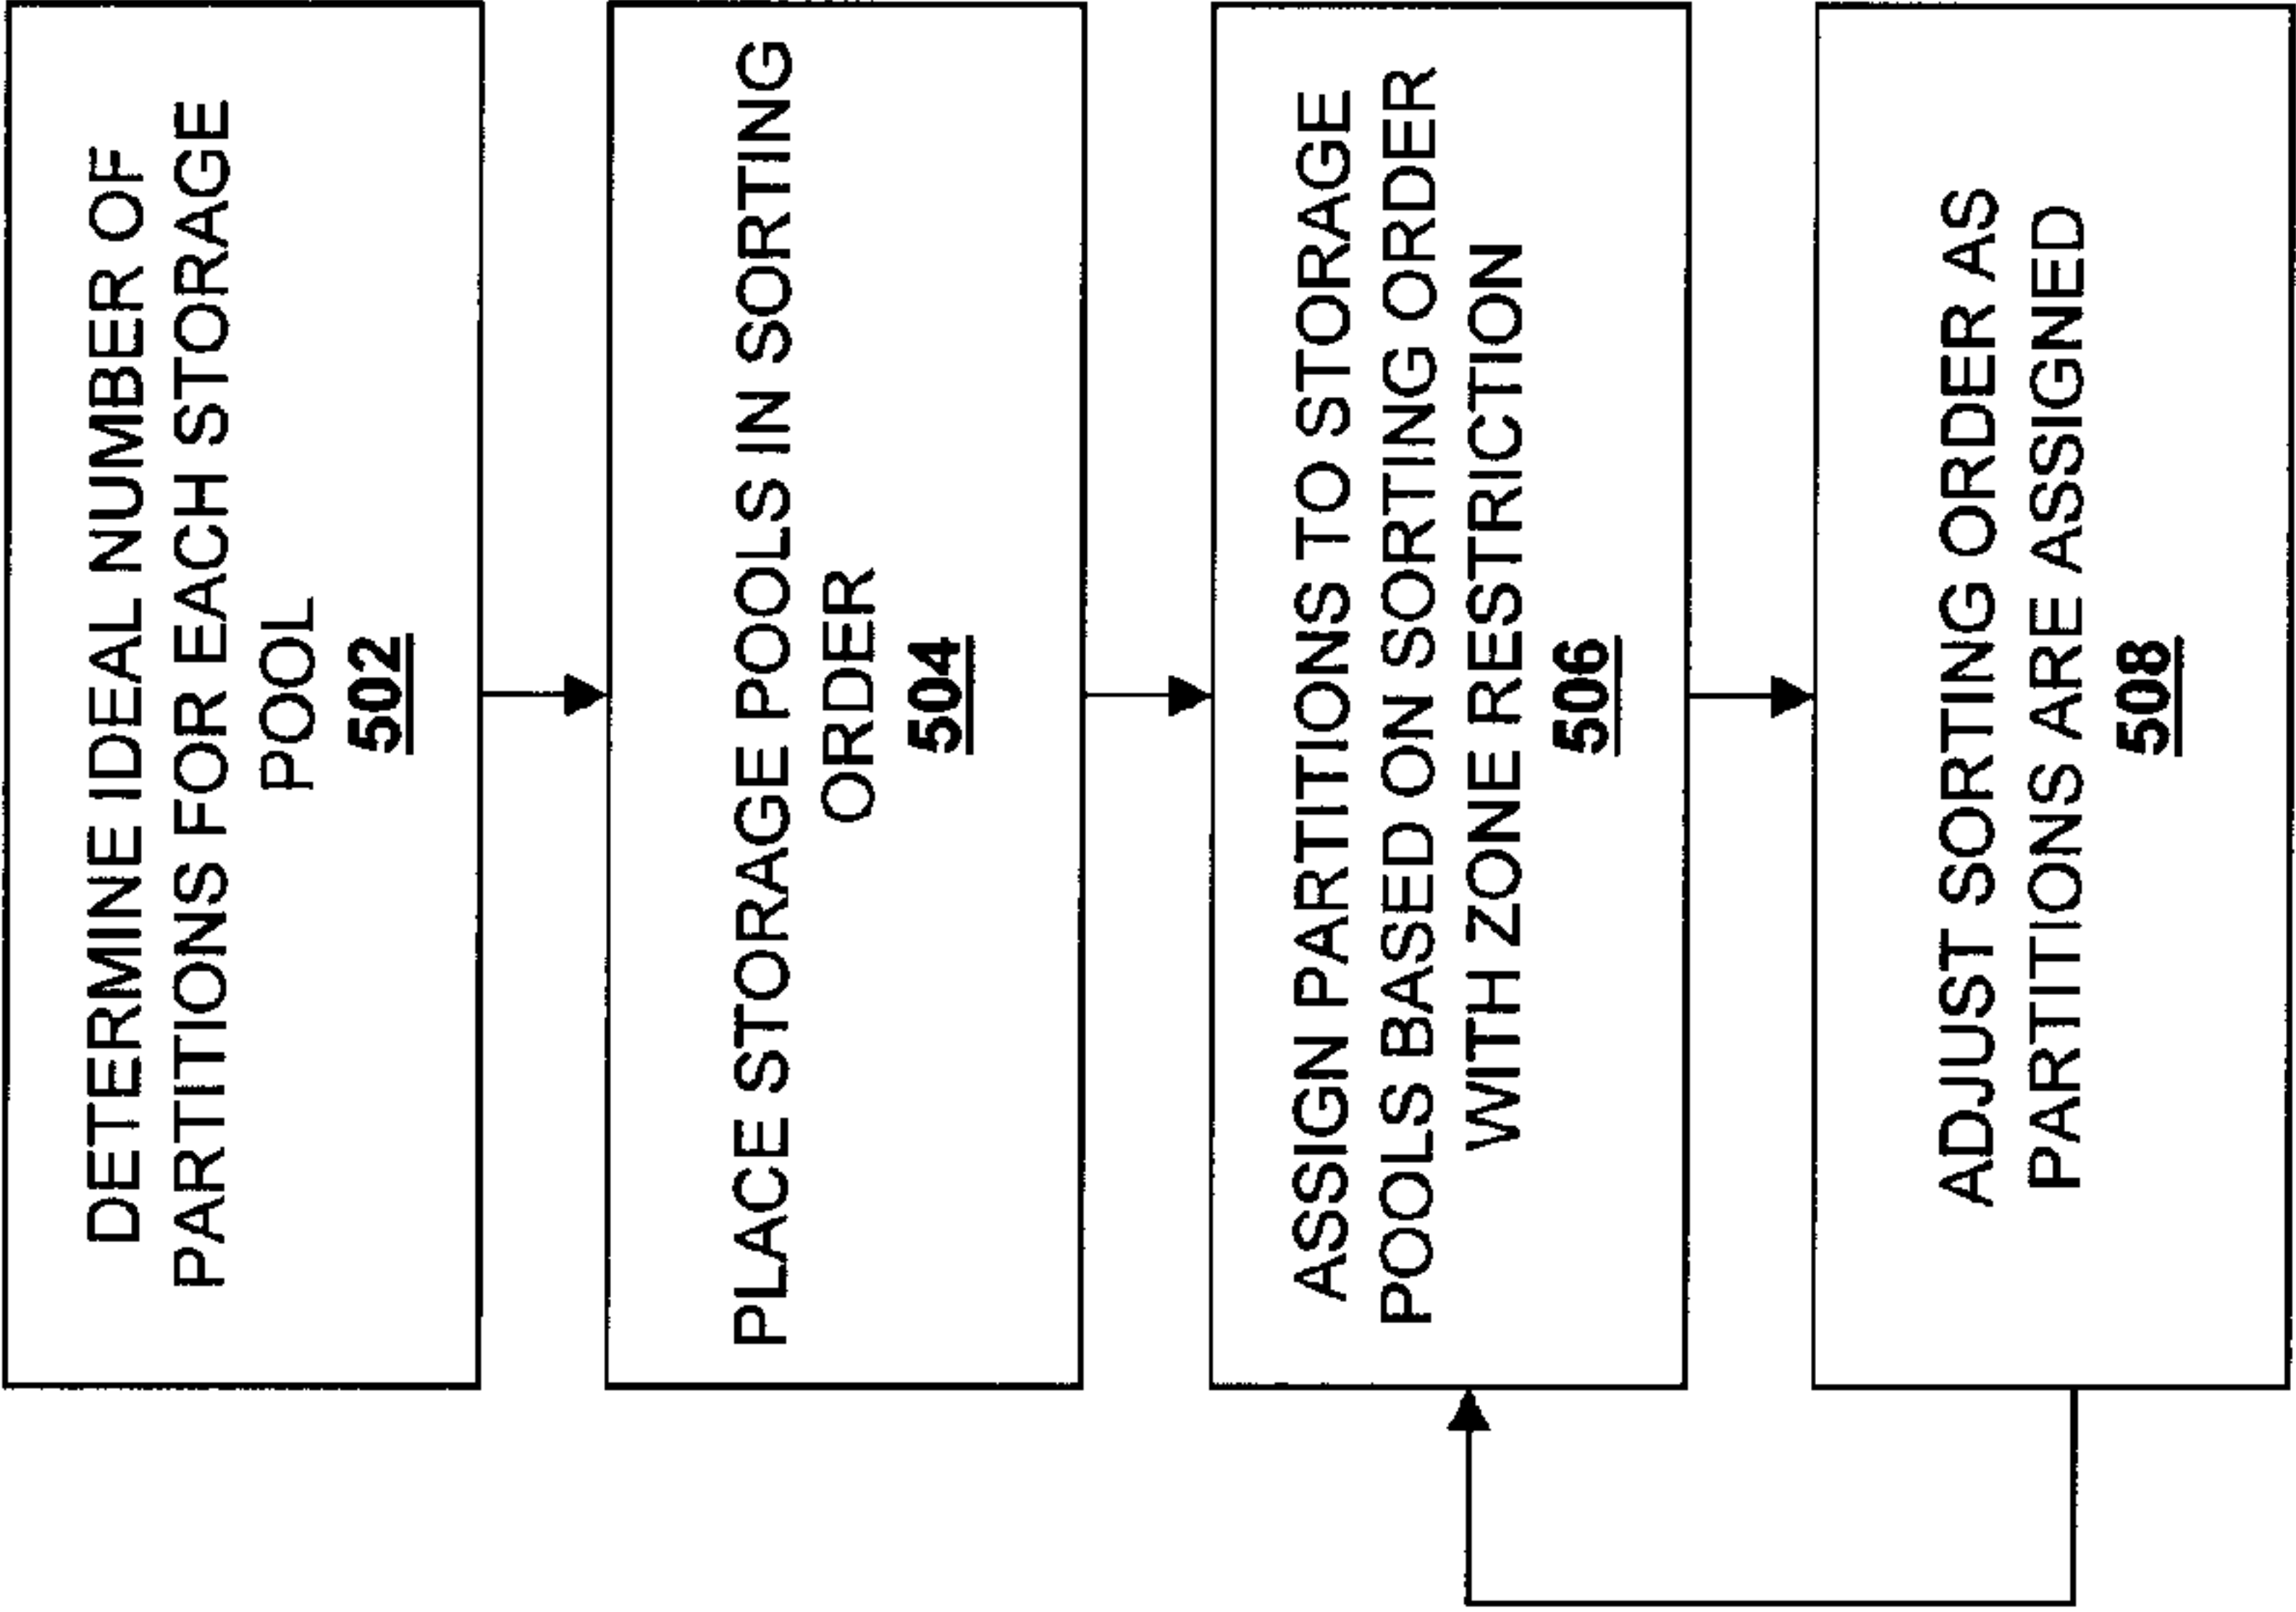 DETERMINE IDEAL NUMBER OF
PARTITIONS FOR EACH STORAGE
POOL
502
PLACE STORAGE POOLS IN SORTING
ORDER
504
ASSIGN PARTITIONS TO STORAGE
POOLS BASED ON SORTING ORDER
WITH ZONE RESTRICTION
506
ADJUST SORTING ORDER AS
PARTITIONS ARE ASSIGNED
508